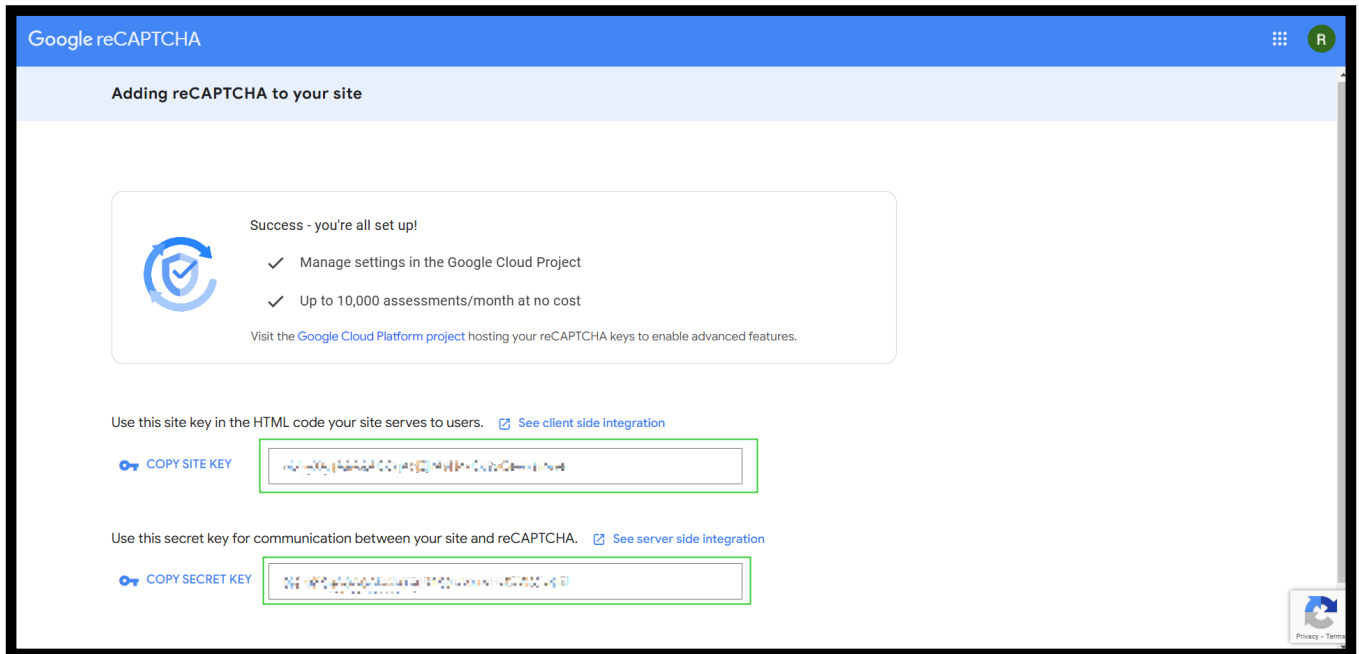 Google reCAPTCHA
R
Adding reCAPTCHA to your site
Success - you're all set up!
Manage settings in the Google Cloud Project
Up to 10,000 assessments/month at no cost
Visit the Google Cloud Platform project hosting your reCAPTCHA keys to enable advanced features.
Use this site key in the HTML code your site serves to users. See client side integration
COPY SITE KEY
Use this secret key for communication between your site and reCAPTCHA. See server side integration
COPY SECRET KEY
Privacy - Terms